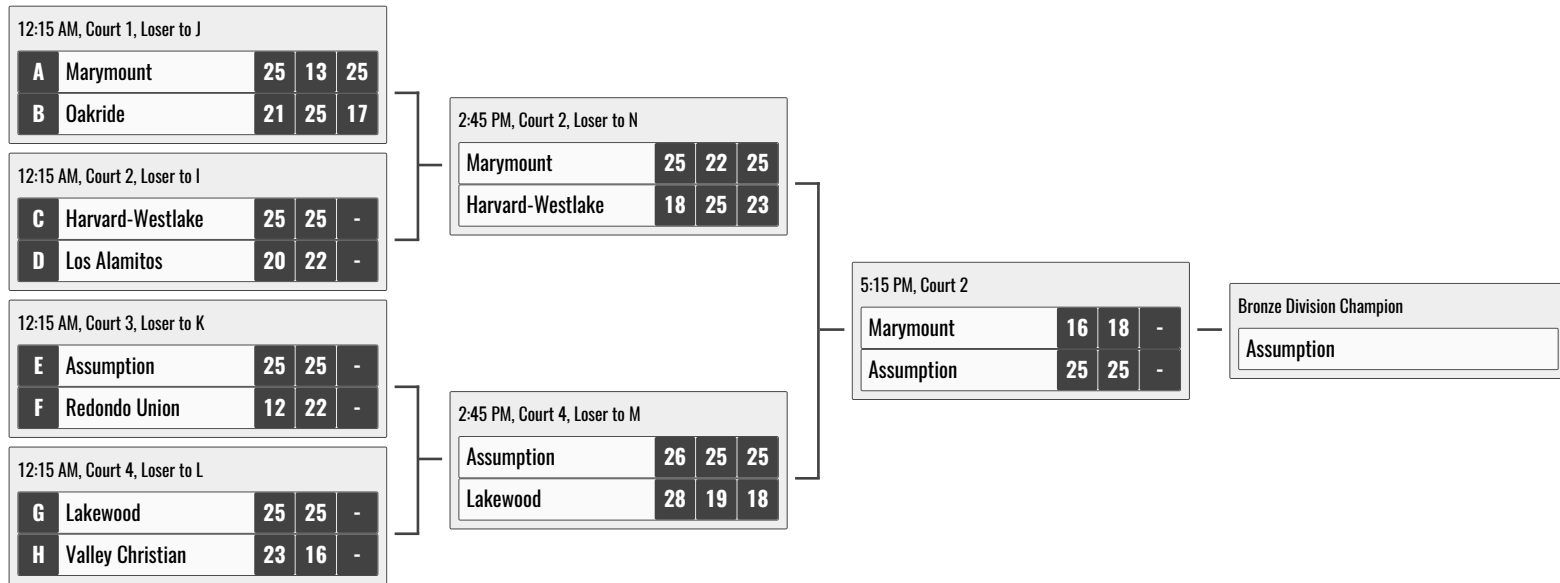 12:15 AM, Court 1, Loser to J
A Marymount 25 13 25
B Oakride 21 25 17
12:15 AM, Court 2, Loser to I
C Harvard-Westlake 25 25 -
D Los Alamitos 20 22 -
12:15 AM, Court 3, Loser to K
E Assumption 25 25 -
F Redondo Union 12 22 -
12:15 AM, Court 4, Loser to L
G Lakewood 25 25 -
H Valley Christian 23 16 -
2:45 PM, Court 2, Loser to N
Marymount 25 22 25
Harvard-Westlake 18 25 23
2:45 PM, Court 4, Loser to M
Assumption 26 25 25
Lakewood 28 19 18
5:15 PM, Court 2
Marymount 16 18 -
Assumption 25 25 -
Bronze Division Champion
Assumption